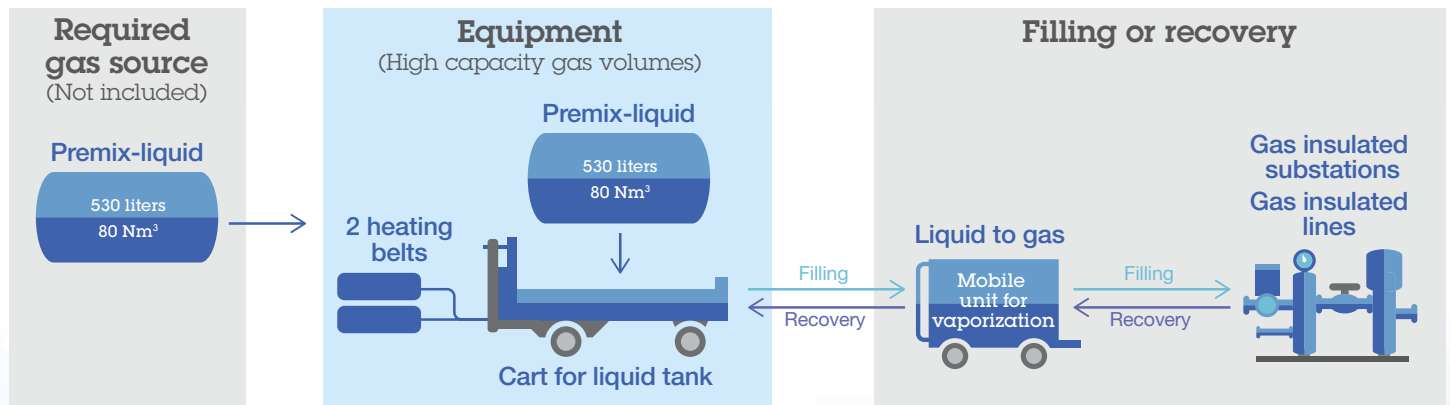 Required
gas source
(Not included)
Premix-liquid
530 liters
80 Nm³
Equipment
(High capacity gas volumes)
Premix-liquid
530 liters
80 Nm³
2 heating
belts
Cart for liquid tank
Filling
Recovery
Filling or recovery
Liquid to gas
Mobile
unit for
vaporization
Filling
Recovery
Gas insulated
substations
Gas insulated
lines